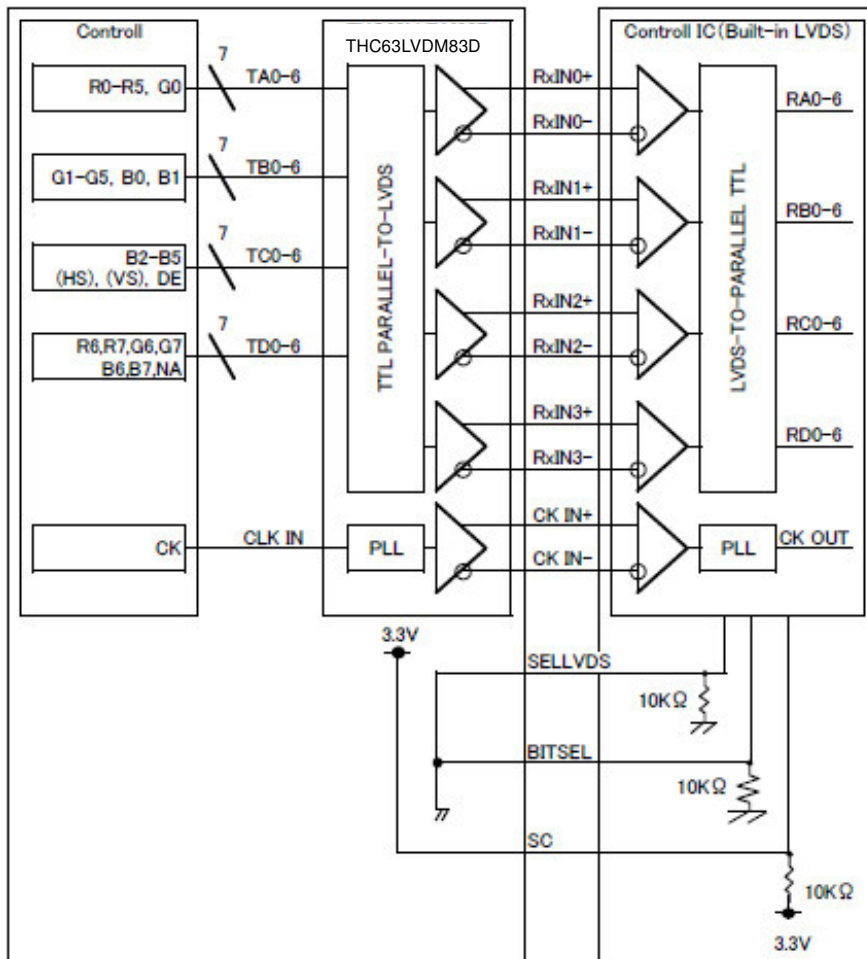 Controll
THC63LVDM83D
Controll IC(Built-in LVDS)
R0-R5, G0
7
TA0-6
RxIN0+
RxIN0-
RA0-6
G1-G5, B0, B1
7
TB0-6
RxIN1+
RxIN1-
RB0-6
B2-B5
(HS), (VS), DE
7
TC0-6
RxIN2+
RxIN2-
RC0-6
R6,R7,G6,G7
B6,B7,NA
7
TD0-6
RxIN3+
RxIN3-
RD0-6
TTL PARALLEL-TO-LVDS
LVDS-TO-PARALLEL TTL
CK
CLK IN
PLL
CK IN+
CK IN-
PLL
CK OUT
3.3V
SELLVDS
10KΩ
BITSEL
10KΩ
SC
10KΩ
3.3V